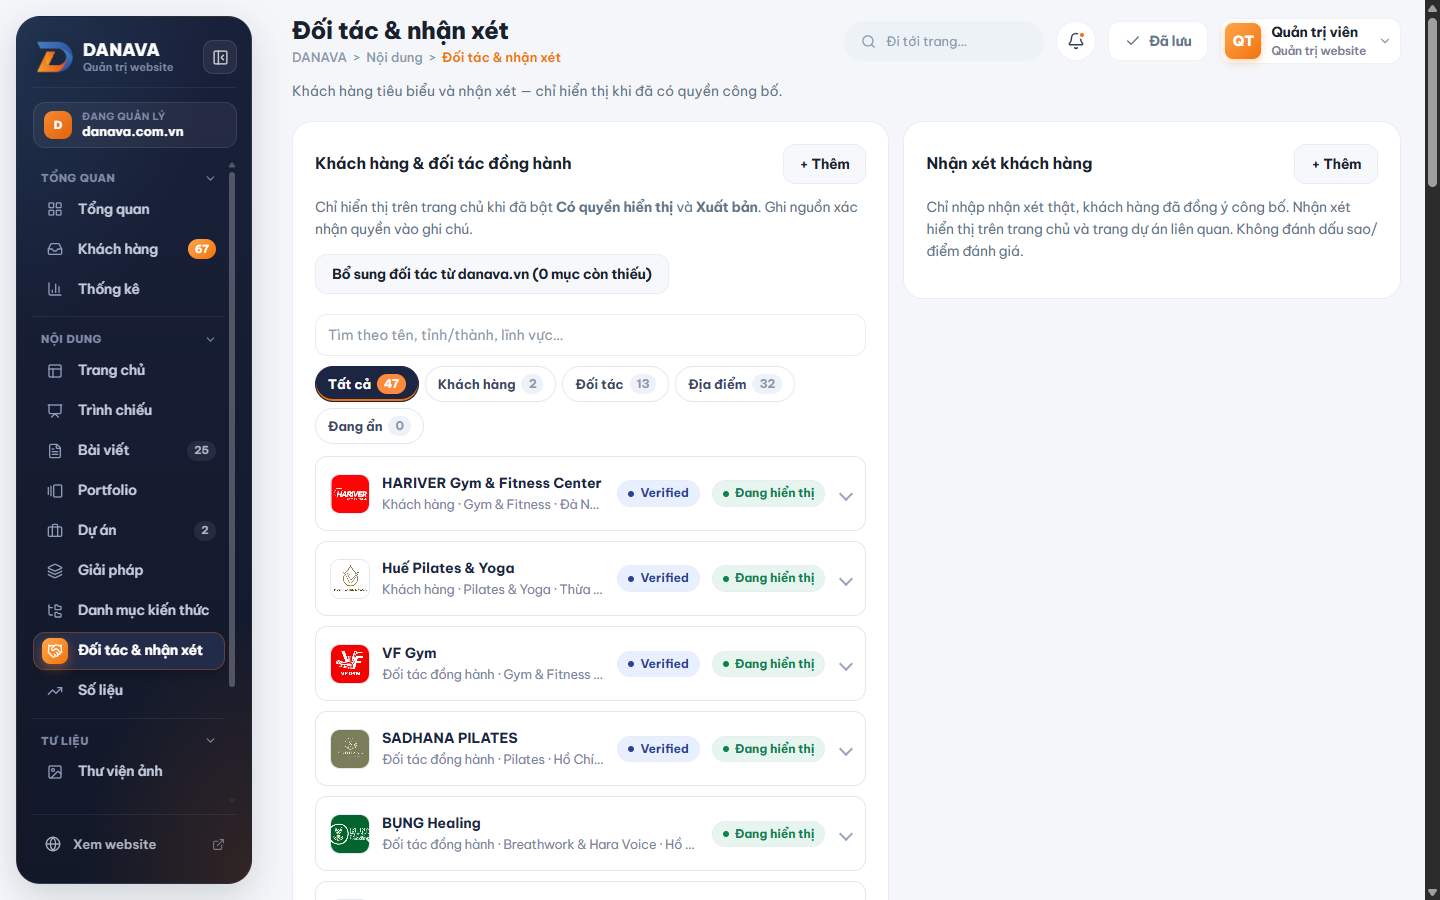 DANAVA
Quản trị website
ĐANG QUẢN LÝ
D
danava.com.vn
TỔNG QUAN
Tổng quan
Khách hàng 67
Thống kê
NỘI DUNG
Trang chủ
Trình chiếu
Bài viết 25
Portfolio
Dự án 2
Giải pháp
Danh mục kiến thức
Đối tác & nhận xét
Số liệu
TƯ LIỆU
Thư viện ảnh
Xem website
Đối tác & nhận xét
DANAVA > Nội dung > Đối tác & nhận xét
Đi tới trang...
Đã lưu
QT
Quản trị viên
Quản trị website
Khách hàng tiêu biểu và nhận xét — chỉ hiển thị khi đã có quyền công bố.
Khách hàng & đối tác đồng hành
+ Thêm
Chỉ hiển thị trên trang chủ khi đã bật Có quyền hiển thị và Xuất bản. Ghi nguồn xác
nhận quyền vào ghi chú.
Bổ sung đối tác từ danava.vn (0 mục còn thiếu)
Tìm theo tên, tỉnh/thành, lĩnh vực...
Tất cả 47
Khách hàng 2
Đối tác 13
Địa điểm 32
Đang ẩn 0
HARIVER
HARIVER Gym & Fitness Center
Khách hàng · Gym & Fitness · Đà N...
Verified
Đang hiển thị
Huế Pilates & Yoga
Khách hàng · Pilates & Yoga · Thừa ...
Verified
Đang hiển thị
VF GYM
VF Gym
Đối tác đồng hành · Gym & Fitness ...
Verified
Đang hiển thị
SADHANA PILATES
Đối tác đồng hành · Pilates · Hồ Chí...
Verified
Đang hiển thị
BỤNG Healing
Đối tác đồng hành · Breathwork & Hara Voice · Hồ ...
Đang hiển thị
Nhận xét khách hàng
+ Thêm
Chỉ nhập nhận xét thật, khách hàng đã đồng ý công bố. Nhận xét
hiển thị trên trang chủ và trang dự án liên quan. Không đánh dấu sao/
điểm đánh giá.